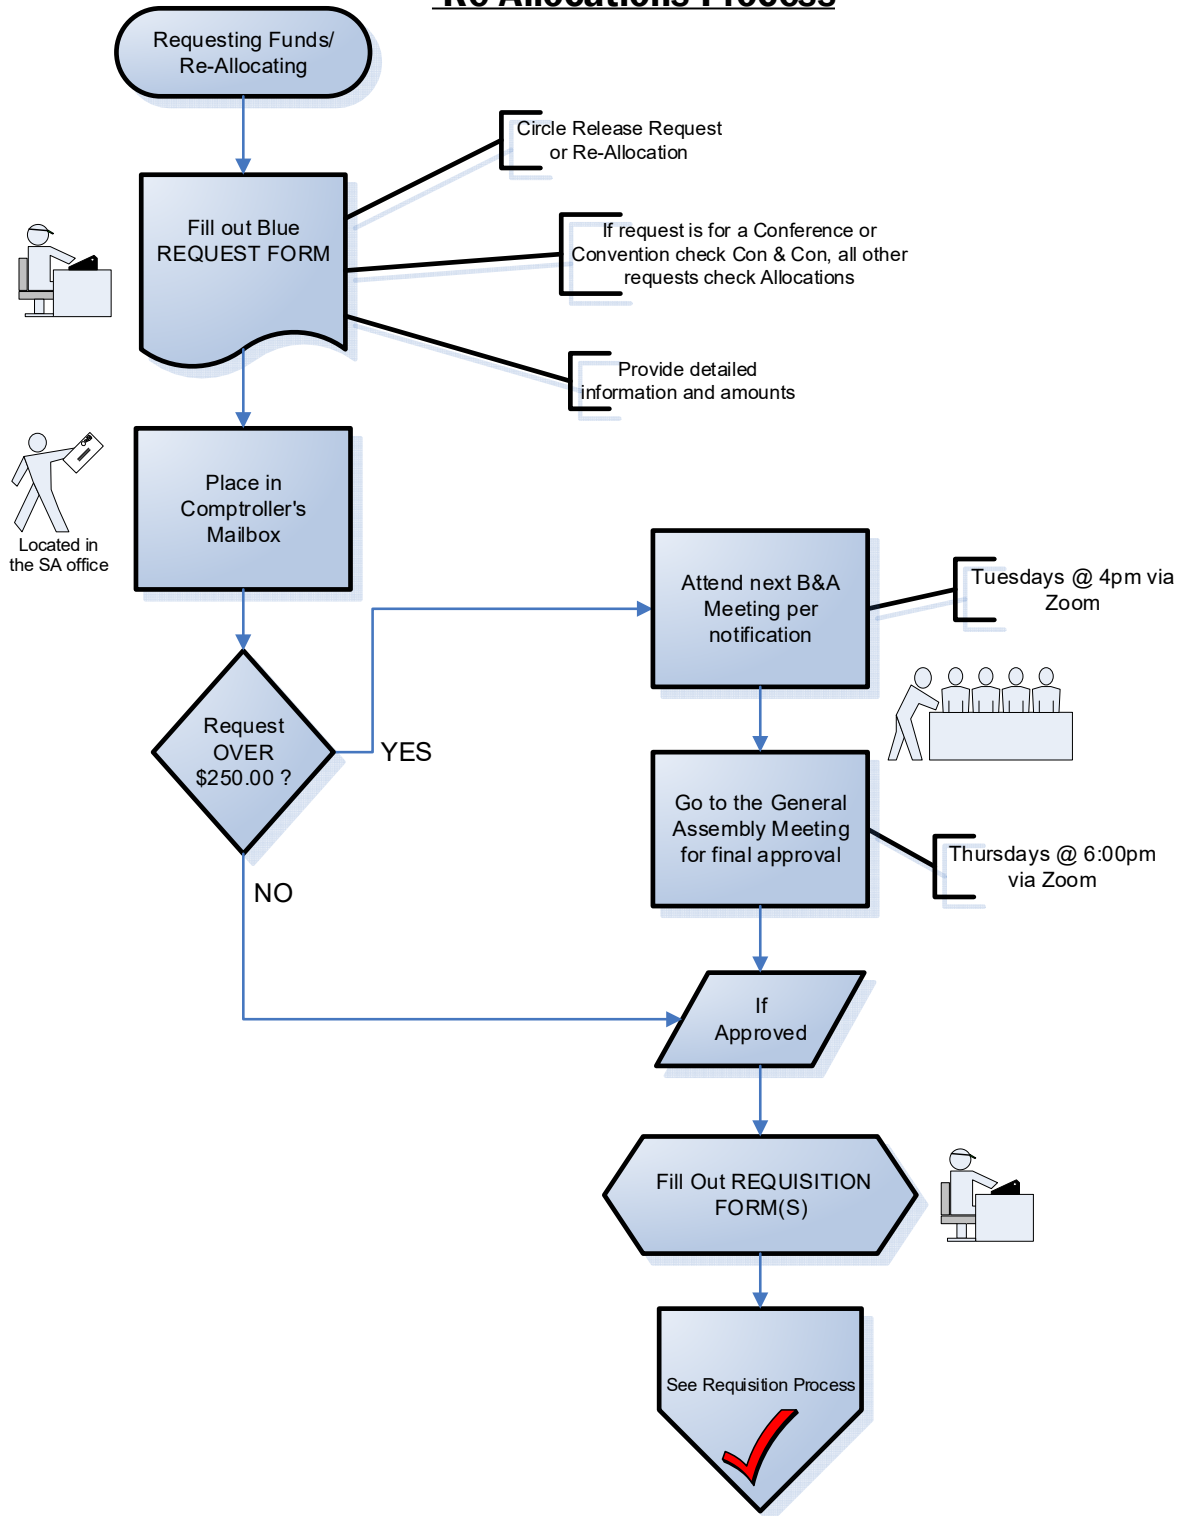 Re-Allocations Process
Requesting Funds/
Re-Allocating
Circle Release Request
or Re-Allocation
Fill out Blue
REQUEST FORM
If request is for a Conference or
Convention check Con & Con, all other
requests check Allocations
Provide detailed
information and amounts
Place in
Comptroller's
Mailbox
Located in
the SA office
Attend next B&A
Meeting per
notification
Tuesdays @ 4pm via
Zoom
Request
OVER
$250.00 ?
YES
Go to the General
Assembly Meeting
for final approval
Thursdays @ 6:00pm
via Zoom
NO
If
Approved
Fill Out REQUISITION
FORM(S)
See Requisition Process